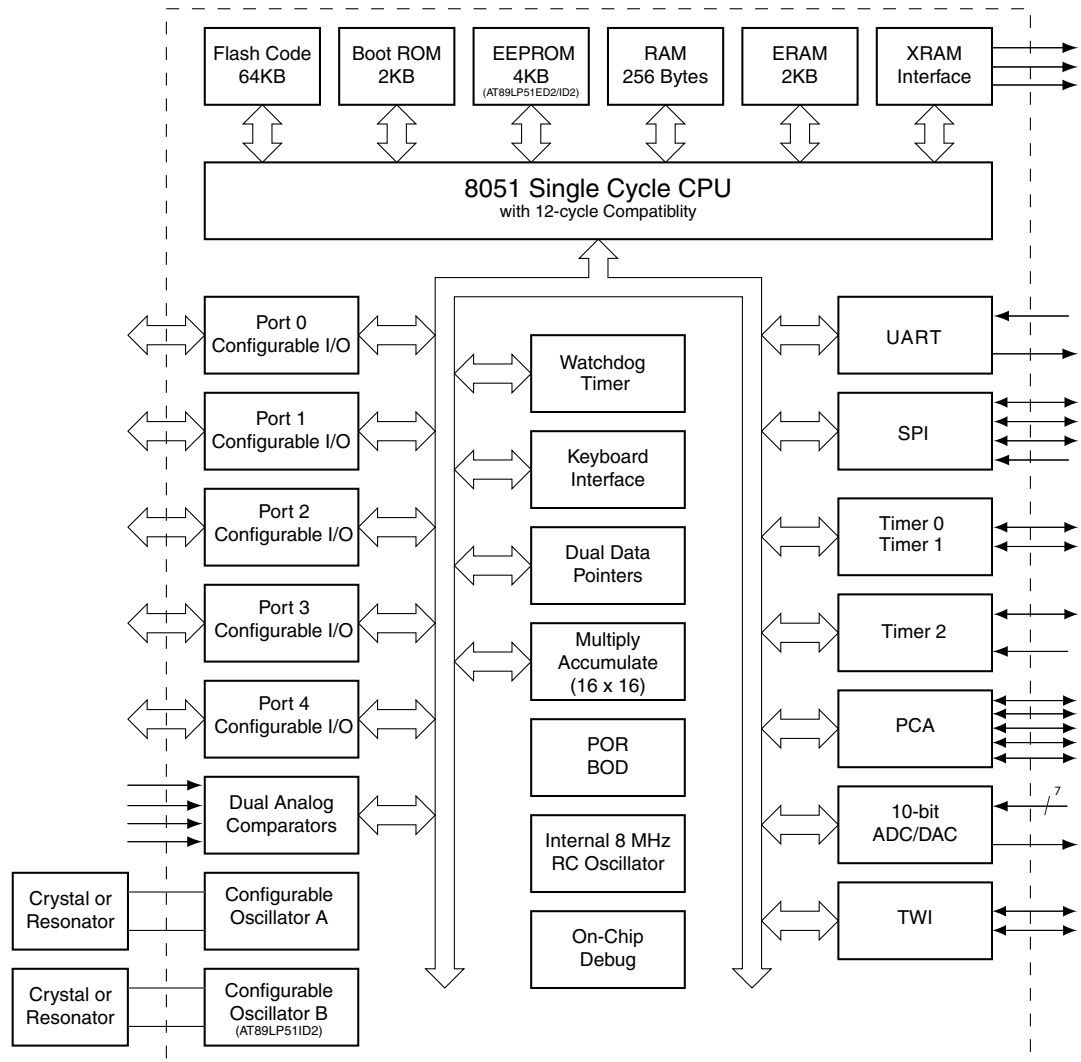 Flash Code
64KB
Boot ROM
2KB
EEPROM
4KB
(AT89LP51ED2/ID2)
RAM
256 Bytes
ERAM
2KB
XRAM
Interface
8051 Single Cycle CPU
with 12-cycle Compatiblity
Port 0
Configurable I/O
Port 1
Configurable I/O
Port 2
Configurable I/O
Port 3
Configurable I/O
Port 4
Configurable I/O
Dual Analog
Comparators
Crystal or
Resonator
Configurable
Oscillator A
Crystal or
Resonator
Configurable
Oscillator B
(AT89LP51ID2)
Watchdog
Timer
Keyboard
Interface
Dual Data
Pointers
Multiply
Accumulate
(16 x 16)
POR
BOD
Internal 8 MHz
RC Oscillator
On-Chip
Debug
UART
SPI
Timer 0
Timer 1
Timer 2
PCA
10-bit
ADC/DAC
7
TWI